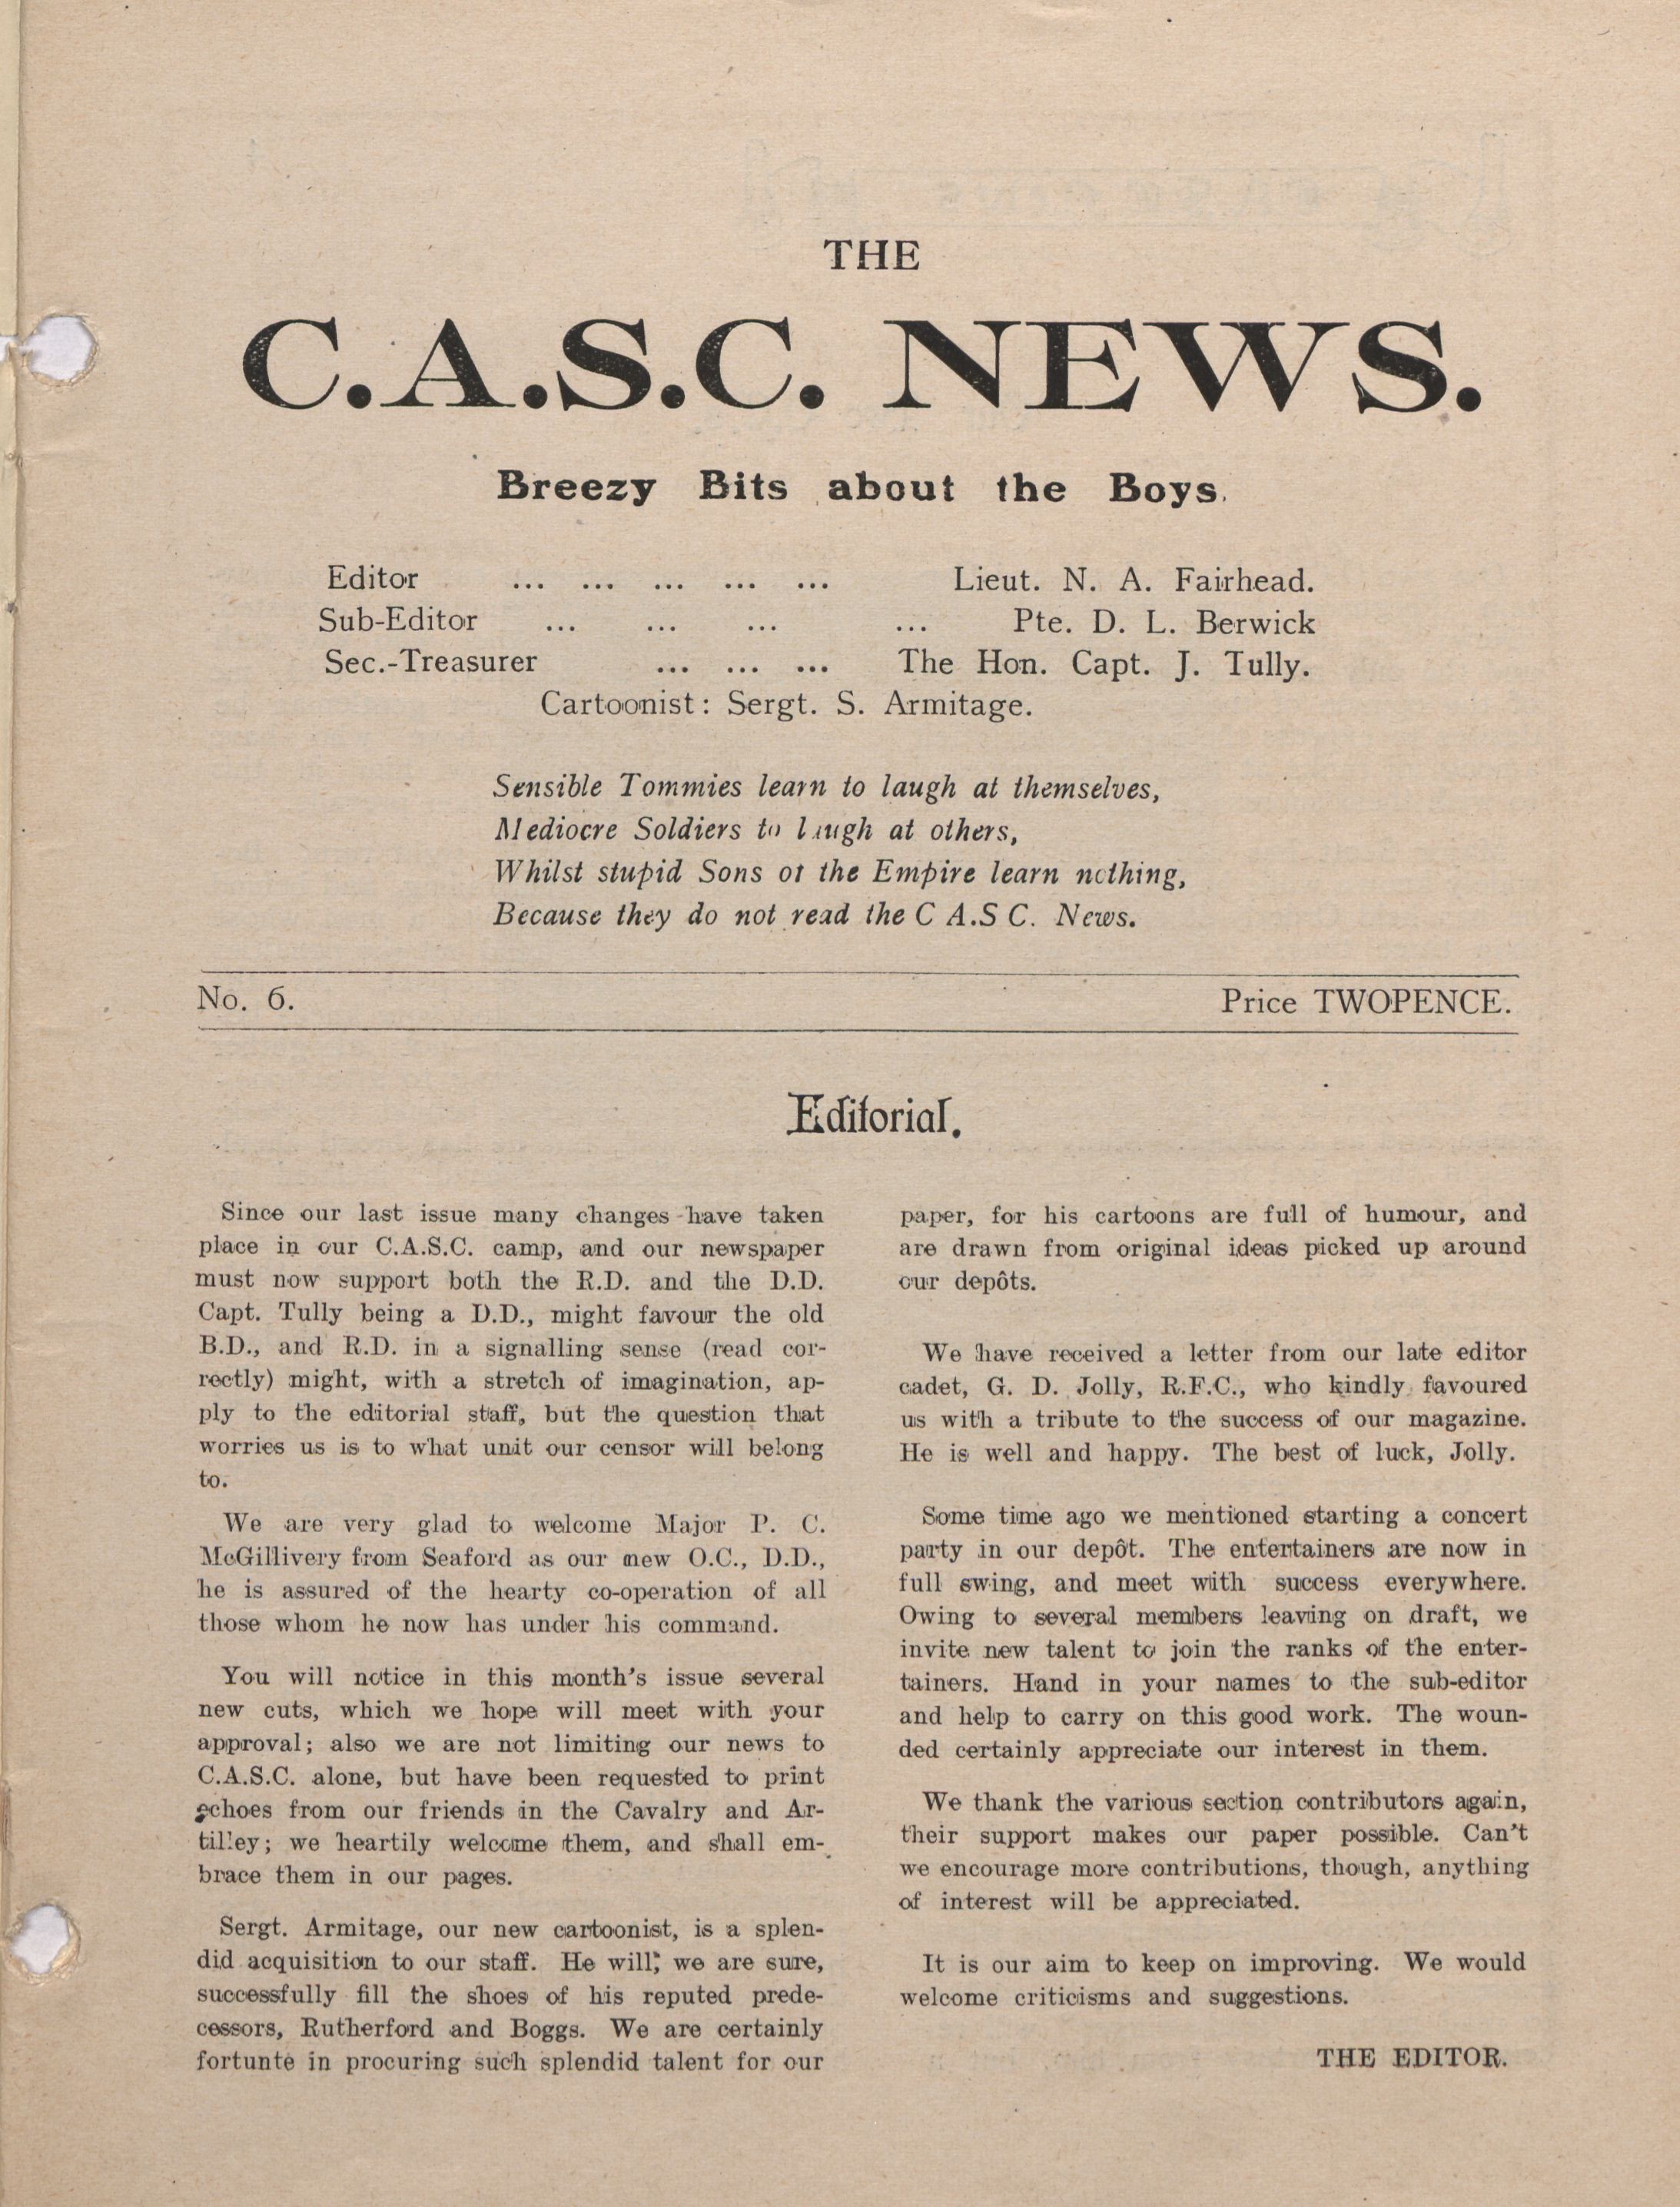 THE
C.A.S.C. NEWS.
Breezy Bits about the Boys.
Editor ... ... ... ... ... Lieut. N. A. Fairhead.
Sub-Editor ... ... ... ... Pte. D. L. Berwick
Sec.-Treasurer ... ... ... The Hon. Capt. J. Tully.
Cartoonist: Sergt. S. Armitage.
Sensible Tommies learn to laugh at themselves,
Mediocre Soldiers to laugh at others,
Whilst stupid Sons of the Empire learn nothing,
Because they do not read the C A.S C. News.
No. 6. Price TWOPENCE.
Editorial.
Since our last issue many changes have taken
place in our C.A.S.C. camp, and our newspaper
must now support both the R.D. and the D.D.
Capt. Tully being a D.D., might favour the old
B.D., and R.D. in a signalling sense (read cor-
rectly) might, with a stretch of imagination, ap-
ply to the editorial staff, but the question that
worries us is to what unit our censor will belong
to.
We are very glad to welcome Major P. C.
McGillivery from Seaford as our new O.C., D.D.,
he is assured of the hearty co-operation of all
those whom he now has under his command.
You will notice in this month's issue several
new cuts, which we hope will meet with your
approval; also we are not limiting our news to
C.A.S.C. alone, but have been requested to print
echoes from our friends in the Cavalry and Ar-
tilley; we heartily welcome them, and shall em-
brace them in our pages.
Sergt. Armitage, our new cartoonist, is a splen-
did acquisition to our staff. He will; we are sure,
successfully fill the shoes of his reputed prede-
cessors, Rutherford and Boggs. We are certainly
fortunte in procuring such splendid talent for our
paper, for his cartoons are full of humour, and
are drawn from original ideas picked up around
our depôts.
We have received a letter from our late editor
cadet, G. D. Jolly, R.F.C., who kindly favoured
us with a tribute to the success of our magazine.
He is well and happy. The best of luck, Jolly.
Some time ago we mentioned starting a concert
party in our depôt. The entertainers are now in
full swing, and meet with success everywhere.
Owing to several members leaving on draft, we
invite new talent to join the ranks of the enter-
tainers. Hand in your names to the sub-editor
and help to carry on this good work. The woun-
ded certainly appreciate our interest in them.
We thank the various section contributors again,
their support makes our paper possible. Can't
we encourage more contributions, though, anything
of interest will be appreciated.
It is our aim to keep on improving. We would
welcome criticisms and suggestions.
THE EDITOR.